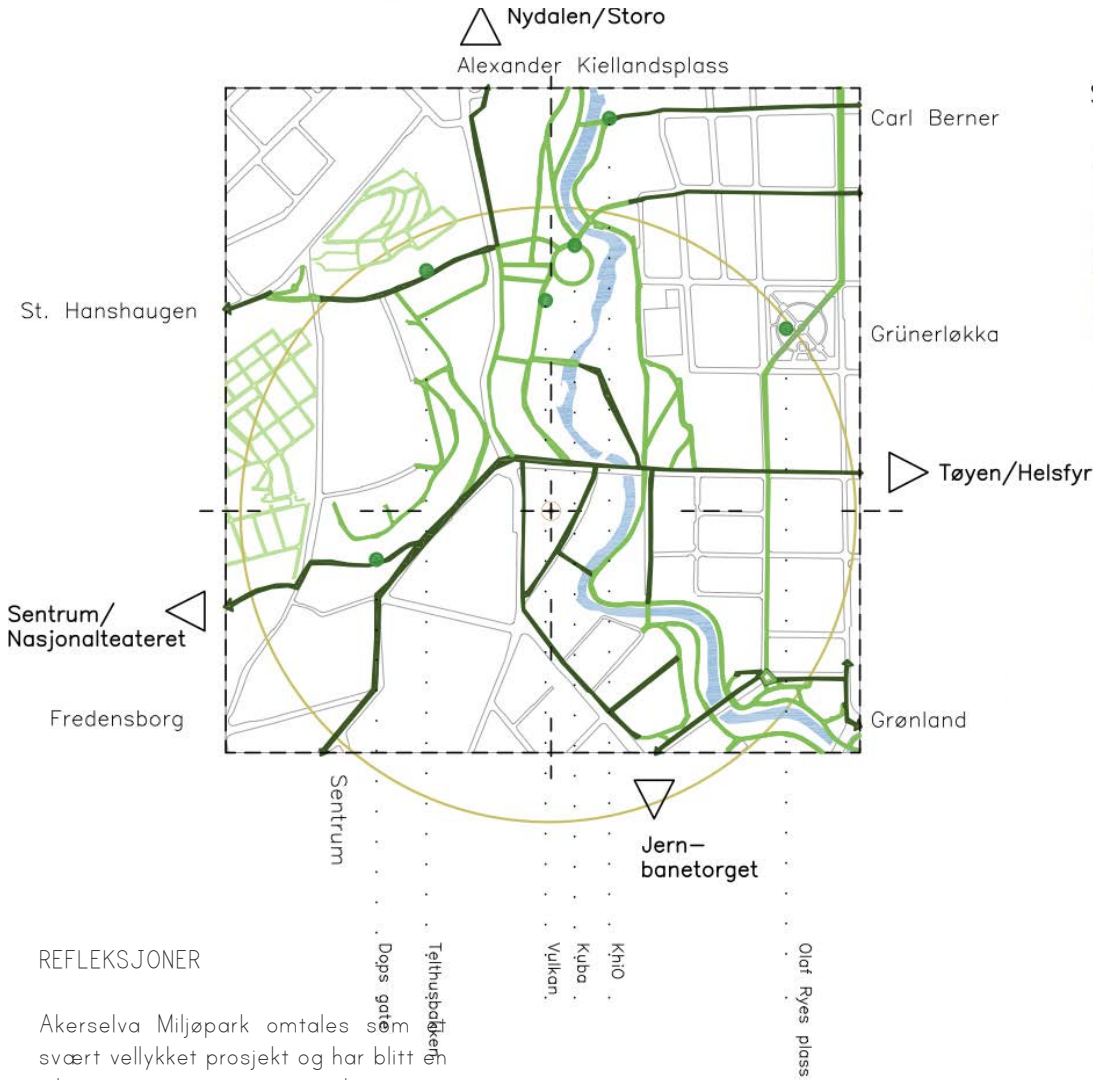 Nydalen/Storo
Alexander Kiellandsplass
Carl Berner
St. Hanshaugen
Grünerløkka
Tøyen/Helsfyr
Sentrum/
Nasjonalteateret
Fredensborg
Grønland
Sentrum
Jern-
banetorget
Dops gate
Telthusbakken
Vulkan
Kuba
KhiO
Olaf Ryes plass
REFLEKSJONER
Akerselva Miljøpark omtales som et
svært vellykket prosjekt og har blitt en